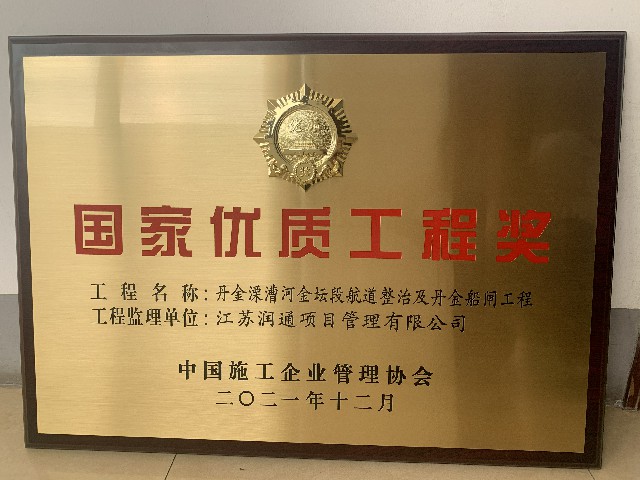 国家优质工程奖
工程名称：丹金溧漕河金坛段航道整治及丹金船闸工程
工程监理单位：江苏润通项目管理有限公司
中国施工企业管理协会
二〇二一年十二月